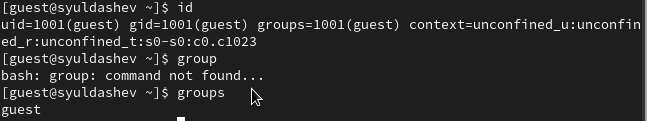 [guest@syuldashev ~]$ id
uid=1001(guest) gid=1001(guest) groups=1001(guest) context=unconfined_u:unconfin
ed_r:unconfined_t:s0-s0:c0.c1023
[guest@syuldashev ~]$ group
bash: group: command not found...
[guest@syuldashev ~]$ groups
guest